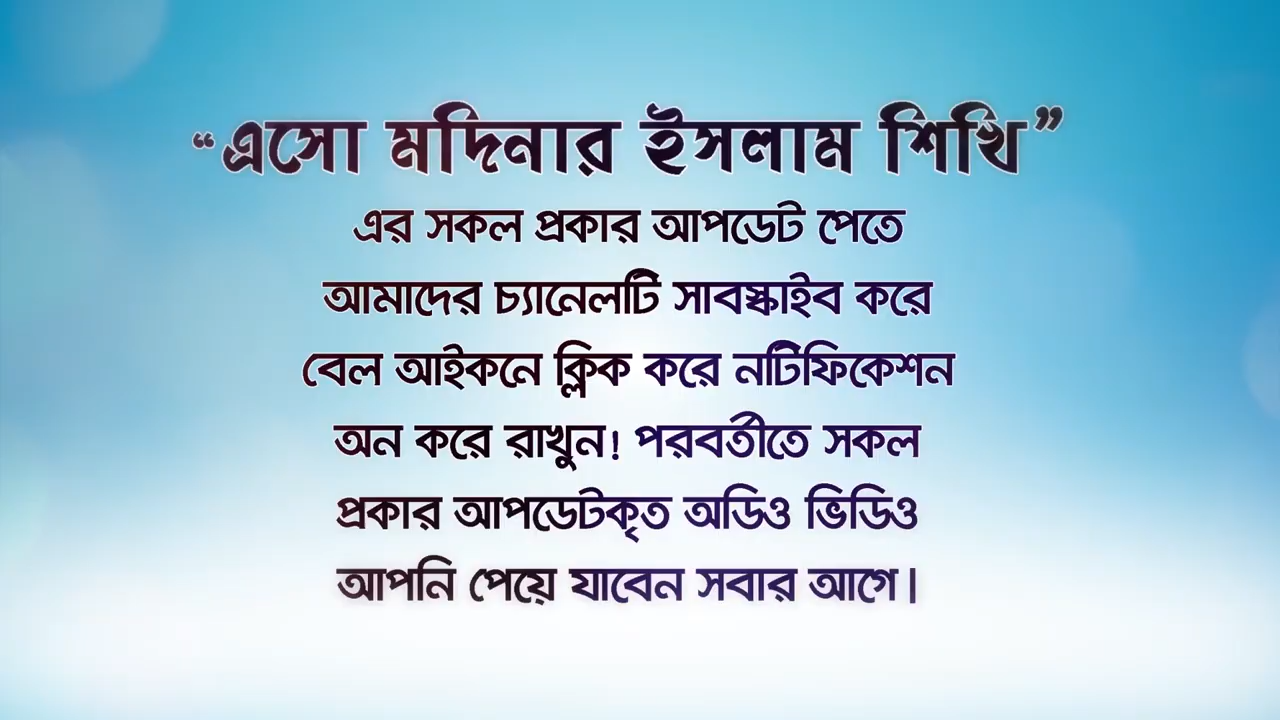 “এসো মদিনার ইসলাম শিখি”
এর সকল প্রকার আপডেট পেতে
আমাদের চ্যানেলটি সাবস্ক্রাইব করে
বেল আইকনে ক্লিক করে নটিফিকেশন
অন করে রাখুন! পরবর্তীতে সকল
প্রকার আপডেটকৃত অডিও ভিডিও
আপনি পেয়ে যাবেন সবার আগে।